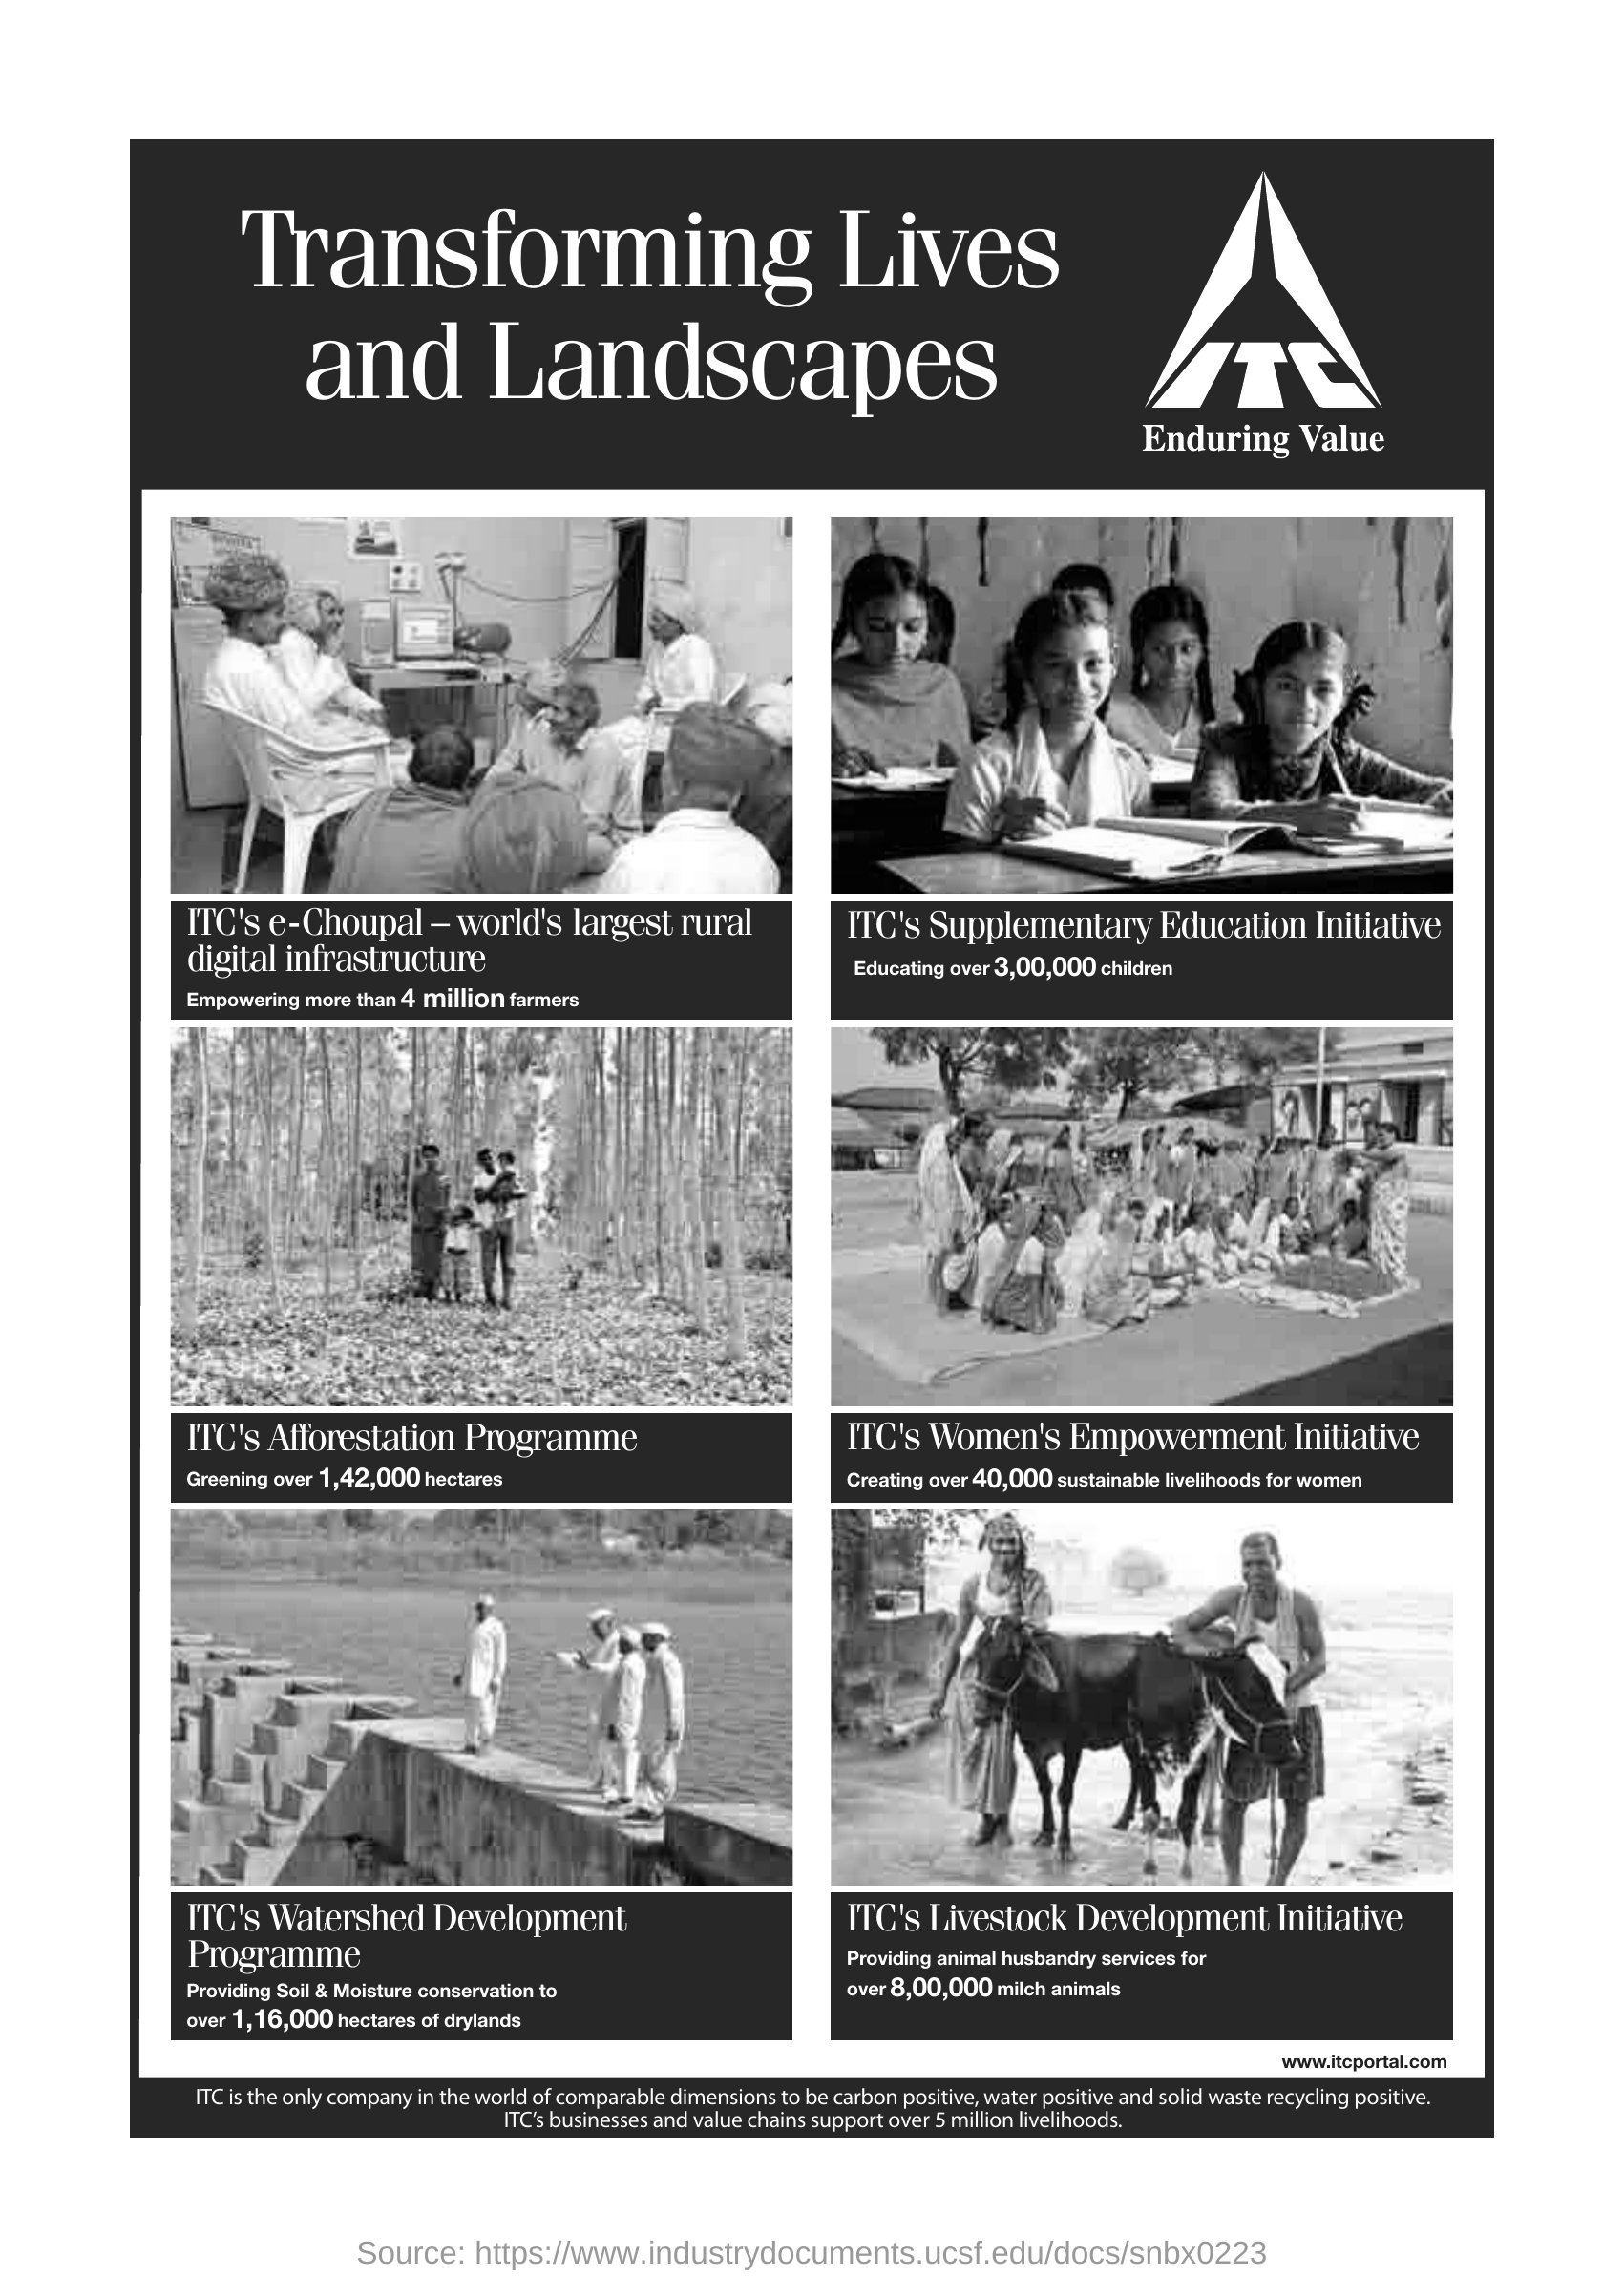 Transforming Lives
and Landscapes
ITC
Enduring Value
ITC's e-Choupal – world's largest rural
digital infrastructure
Empowering more than 4 million farmers
ITC's Supplementary Education Initiative
Educating over 3,00,000 children
ITC's Afforestation Programme
Greening over 1,42,000 hectares
ITC's Women's Empowerment Initiative
Creating over 40,000 sustainable livelihoods for women
ITC's Watershed Development
Programme
Providing Soil & Moisture conservation to
over 1,16,000 hectares of drylands
ITC's Livestock Development Initiative
Providing animal husbandry services for
over 8,00,000 milch animals
www.itcportal.com
ITC is the only company in the world of comparable dimensions to be carbon positive, water positive and solid waste recycling positive.
ITC’s businesses and value chains support over 5 million livelihoods.
Source: https://www.industrydocuments.ucsf.edu/docs/snbx0223